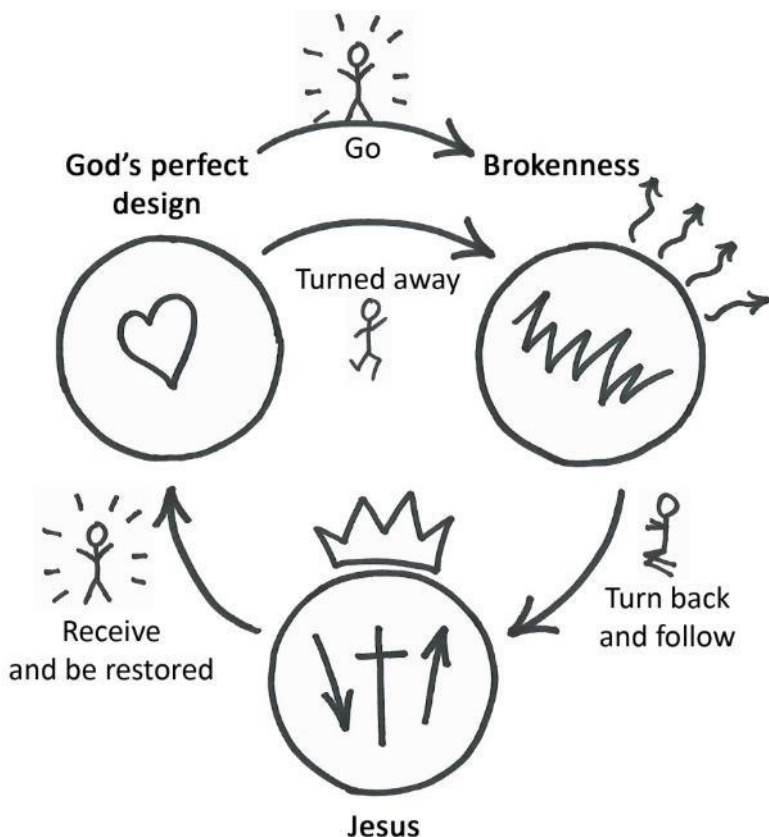 Go
God's perfect
design
Brokenness
Turned away
Receive
and be restored
Turn back
and follow
Jesus